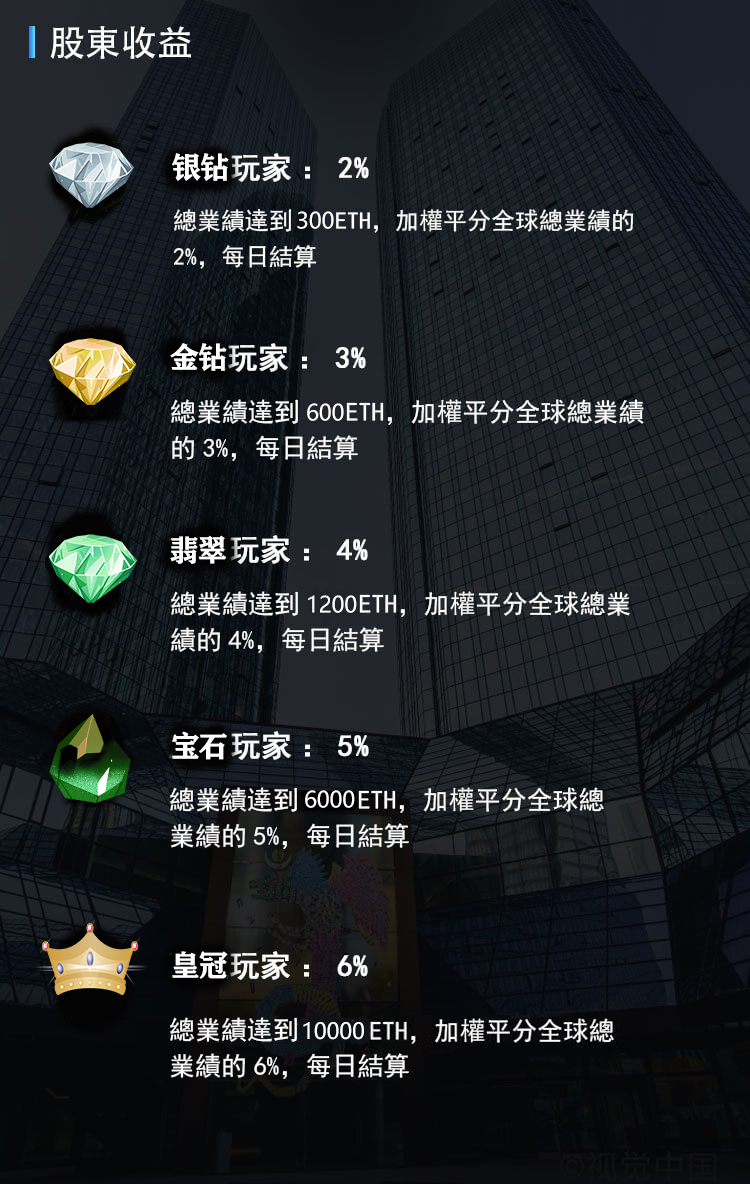 股東收益
银钻玩家： 2%
總業績達到300ETH，加權平分全球總業績的
2%，每日結算
金钻玩家： 3%
總業績達到600ETH，加權平分全球總業績
的3%，每日結算
翡翠玩家： 4%
總業績達到1200ETH，加權平分全球總業
績的4%，每日結算
宝石玩家： 5%
總業績達到6000ETH，加權平分全球總
業績的5%，每日結算
皇冠玩家： 6%
總業績達到10000ETH，加權平分全球總
業績的6%，每日結算
©视觉中国